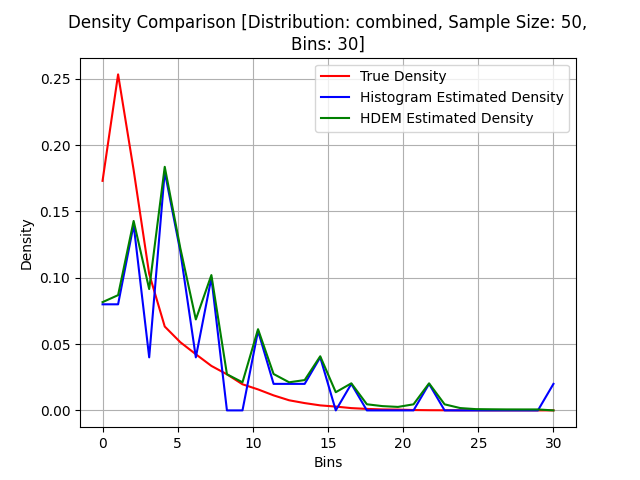 Density Comparison [Distribution: combined, Sample Size: 50,
Bins: 30]
True Density
Histogram Estimated Density
HDEM Estimated Density
Density
0.25
0.20
0.15
0.10
0.05
0.00
0 5 10 15 20 25 30
Bins